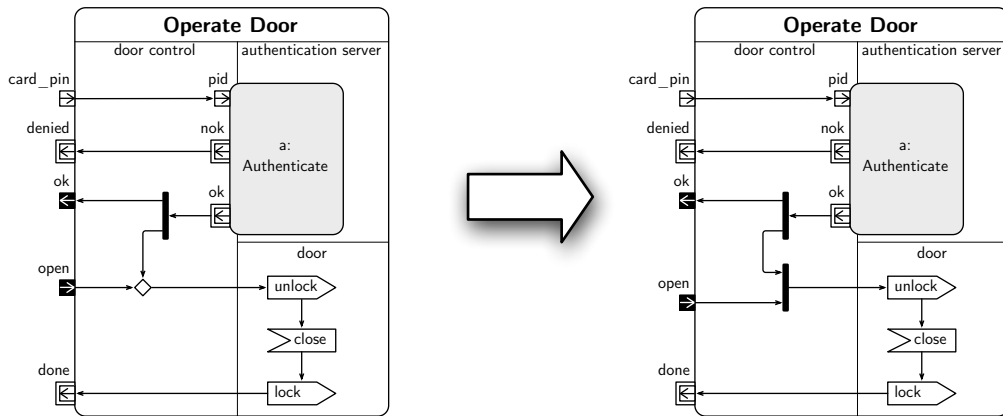 Operate Door
door control
authentication server
card_pin
pid
denied
nok
a:
Authenticate
ok
ok
door
open
unlock
close
done
lock
Operate Door
door control
authentication server
card_pin
pid
denied
nok
a:
Authenticate
ok
ok
door
open
unlock
close
done
lock